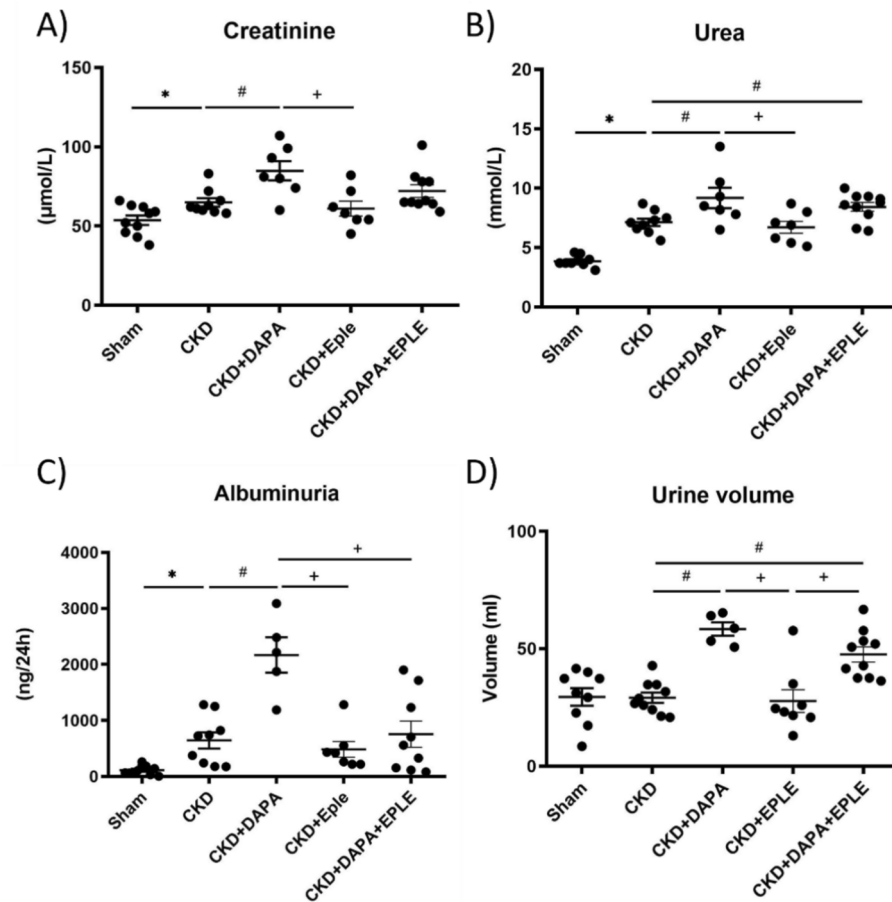 A)
Creatinine
(µmol/L)
150
100
50
0
* # +
Sham
CKD
CKD+DAPA
CKD+Eple
CKD+DAPA+EPLE
B)
Urea
(mmol/L)
20
15
10
5
0
#
* # +
Sham
CKD
CKD+DAPA
CKD+Eple
CKD+DAPA+EPLE
C)
Albuminuria
(ng/24h)
4000
3000
2000
1000
0
+
* # +
Sham
CKD
CKD+DAPA
CKD+Eple
CKD+DAPA+EPLE
D)
Urine volume
Volume (ml)
100
50
0
#
# + +
Sham
CKD
CKD+DAPA
CKD+EPLE
CKD+DAPA+EPLE